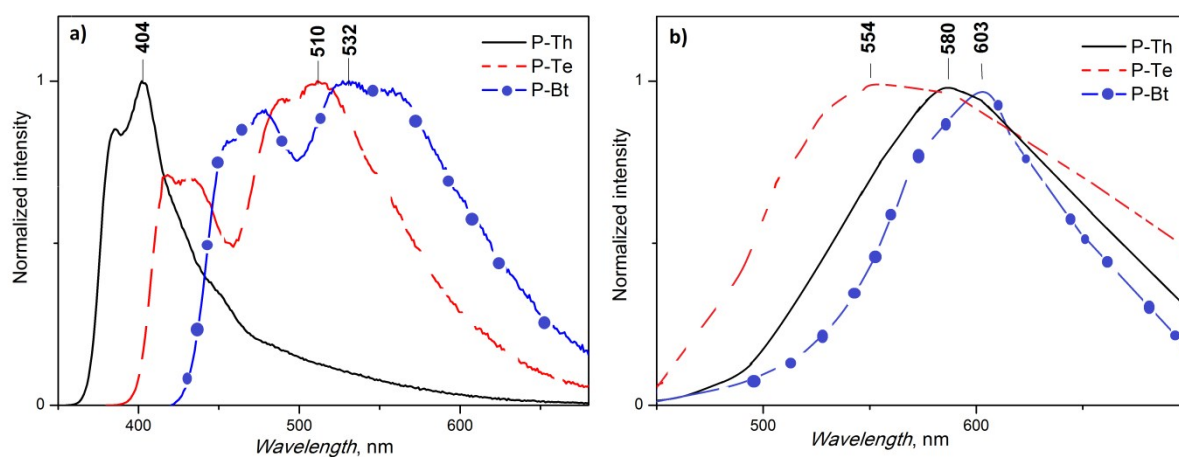 a)
404
510
532
P-Th
P-Te
P-Bt
1
0
Normalized intensity
400
500
600
Wavelength, nm
b)
554
580
603
P-Th
P-Te
P-Bt
1
0
Normalized intensity
500
600
Wavelength, nm